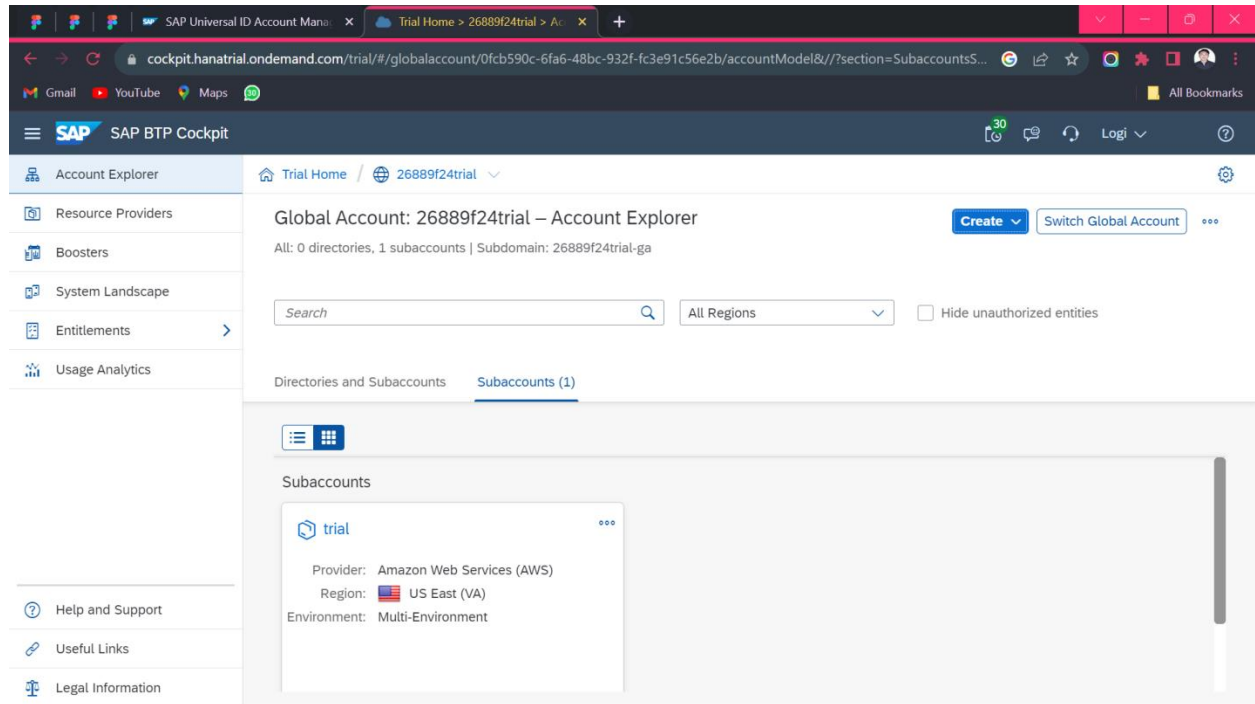 SAP Universal ID Account Manac
Trial Home > 26889f24trial > Ac
cockpit.hanatrial.ondemand.com/trial/#/globalaccount/0fcb590c-6fa6-48bc-932f-fc3e91c56e2b/accountModel&//?section=SubaccountsS...
Gmail YouTube Maps 30 All Bookmarks
SAP SAP BTP Cockpit 30 Logi
Account Explorer
Resource Providers
Boosters
System Landscape
Entitlements
Usage Analytics
Help and Support
Useful Links
Legal Information
Trial Home / 26889f24trial
Global Account: 26889f24trial – Account Explorer
Create Switch Global Account
All: 0 directories, 1 subaccounts | Subdomain: 26889f24trial-ga
Search All Regions Hide unauthorized entities
Directories and Subaccounts Subaccounts (1)
Subaccounts
trial
Provider: Amazon Web Services (AWS)
Region: US East (VA)
Environment: Multi-Environment